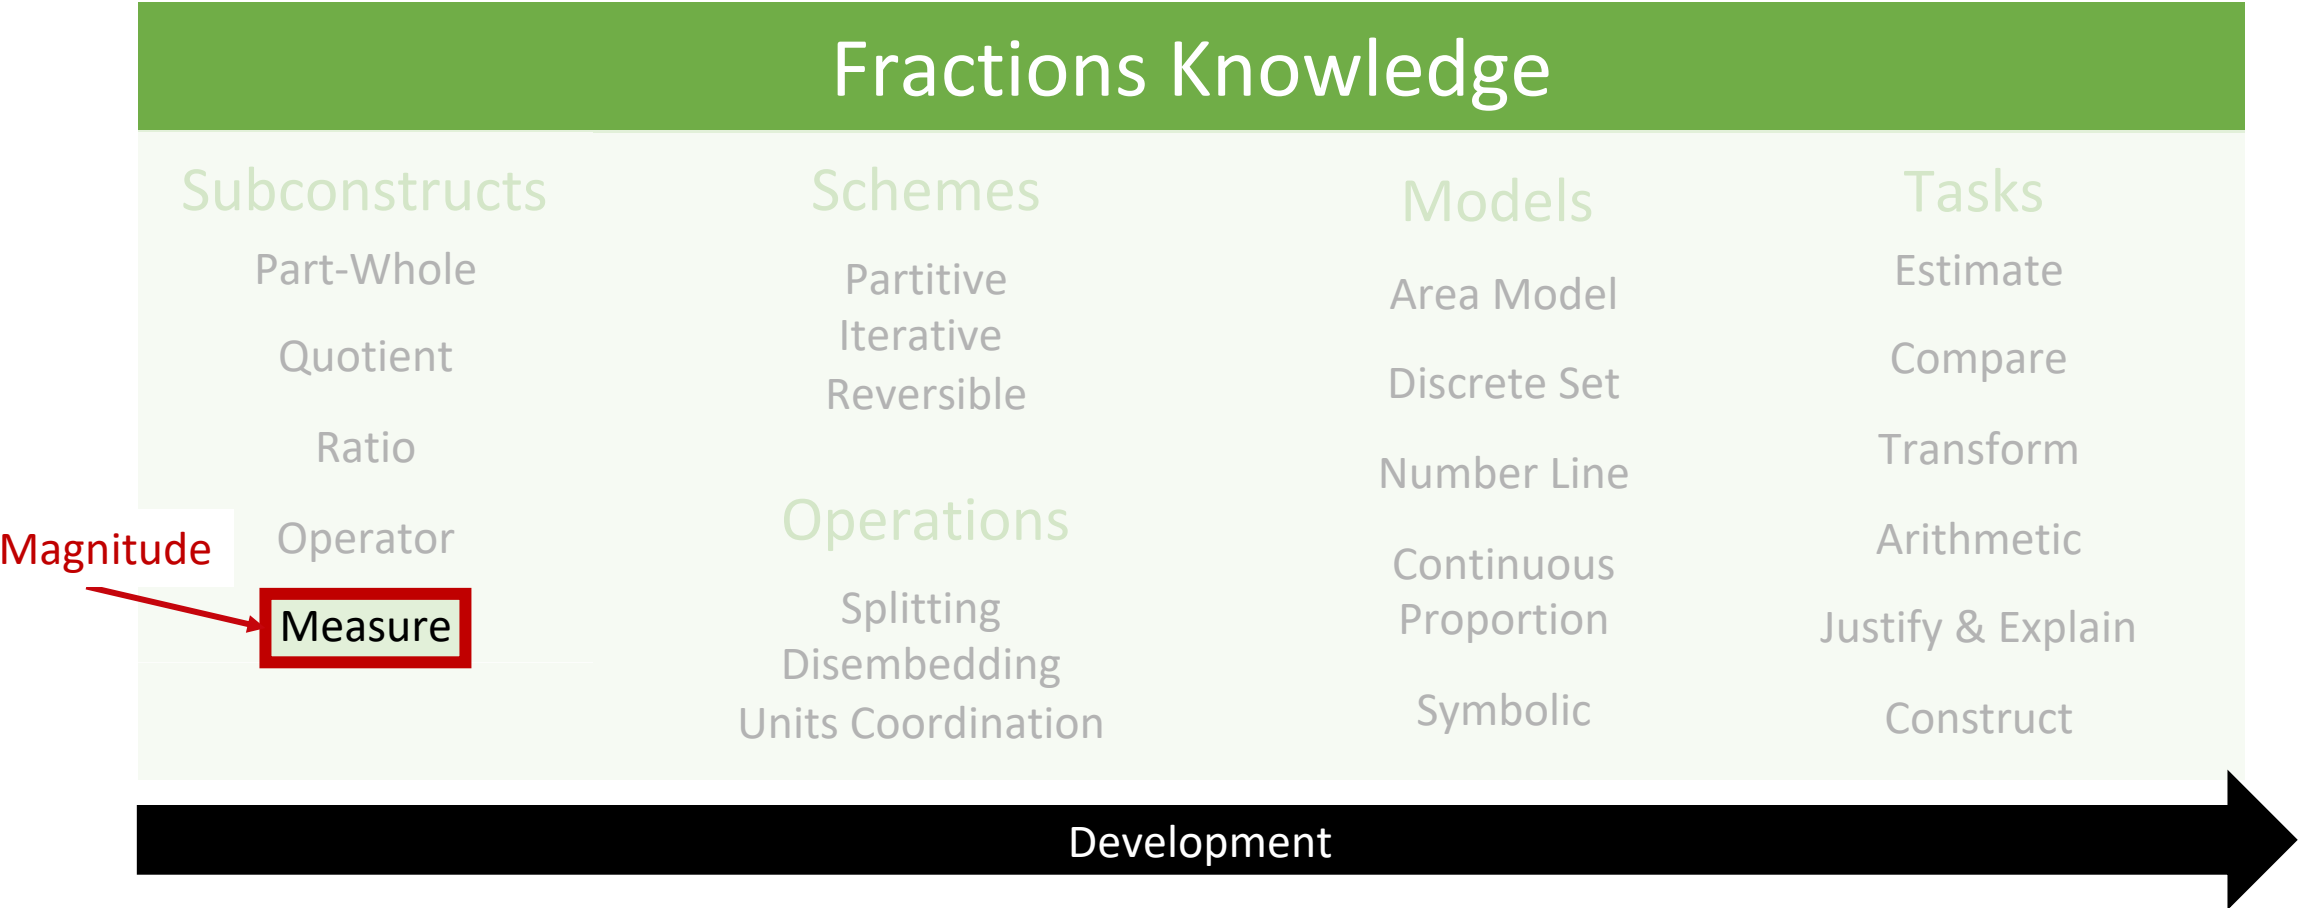 Fractions Knowledge
Subconstructs
Part-Whole
Quotient
Ratio
Operator
Magnitude
Measure
Schemes
Partitive
Iterative
Reversible
Operations
Splitting
Disembedding
Units Coordination
Models
Area Model
Discrete Set
Number Line
Continuous
Proportion
Symbolic
Tasks
Estimate
Compare
Transform
Arithmetic
Justify & Explain
Construct
Development